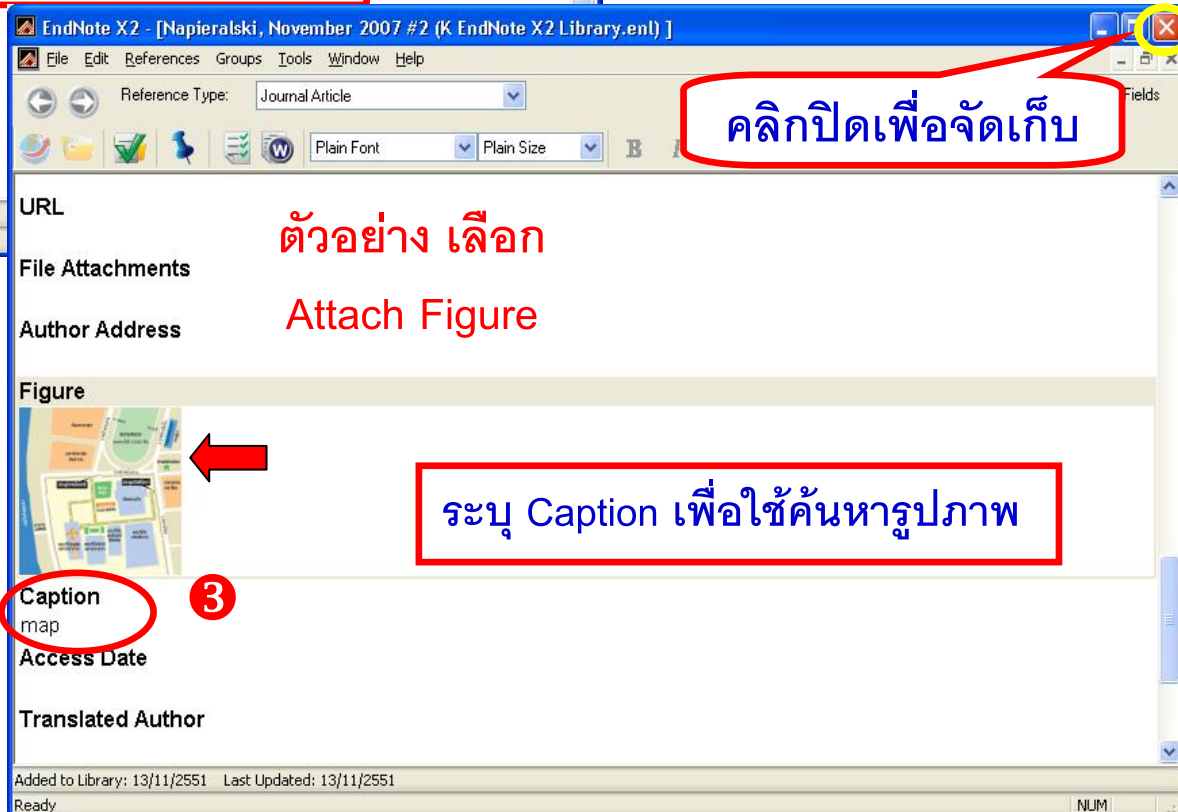 EndNote X2 - [Napieralski, November 2007 #2 (K EndNote X2 Library.enl) ]
File Edit References Groups Tools Window Help
Reference Type: Journal Article
Fields
คลิกปิดเพื่อจัดเก็บ
Plain Font Plain Size B
URL
ตัวอย่าง เลือก
File Attachments
Attach Figure
Author Address
Figure
ระบุ Caption เพื่อใช้ค้นหารูปภาพ
Caption
3
map
Access Date
Translated Author
Added to Library: 13/11/2551 Last Updated: 13/11/2551
Ready NUM